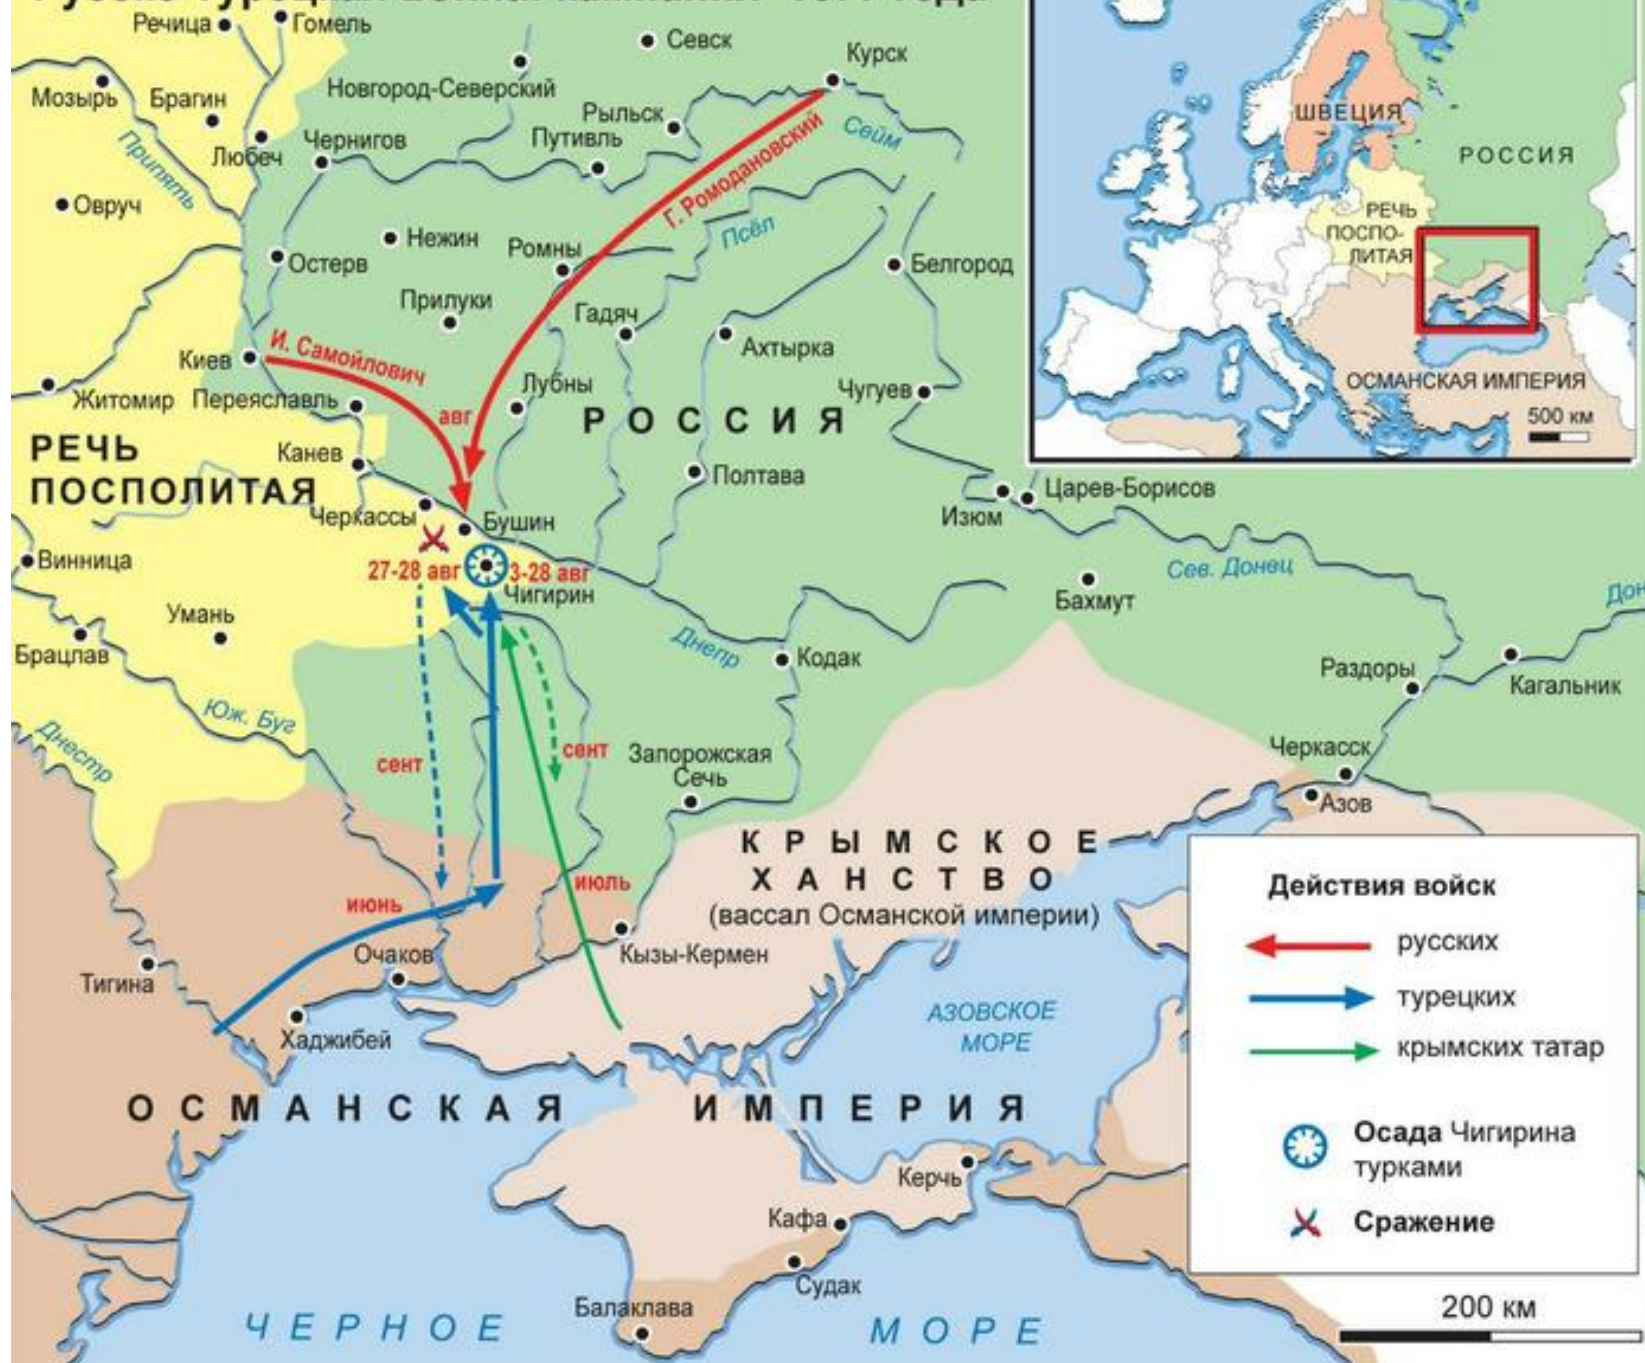 Речица
Гомель
Севск
Курск
Новгород-Северский
Мозырь
Брагин
Рыльск
Путивль
Сейм
Любеч
Чернигов
Припять
Г. Ромодановский
Овруч
Нежин
Ромны
Псёл
Остерв
Белгород
Прилуки
Гадяч
Ахтырка
Киев
И. Самойлович
Лубны
Чугуев
Житомир
Переяславль
авг
РОССИЯ
РЕЧЬ
ПОСПОЛИТАЯ
Канев
Полтава
Царев-Борисов
Изюм
Черкассы
Бушин
Винница
27-28 авг
3-28 авг
Чигирин
Сев. Донец
Бахмут
Дон
Умань
Брацлав
Днепр
Кодак
Раздоры
Кагальник
Юж. Буг
Днестр
сент
сент
Запорожская
Сечь
Черкасск
Азов
КРЫМСКОЕ
ХАНСТВО
(вассал Османской империи)
июль
июнь
Очаков
Кызы-Кермен
Тигина
Хаджибей
АЗОВСКОЕ
МОРЕ
ОСМАНСКАЯ ИМПЕРИЯ
Керчь
Кафа
Судак
Балаклава
ЧЕРНОЕ МОРЕ
ШВЕЦИЯ
РОССИЯ
РЕЧЬ
ПОСПО-
ЛИТАЯ
ОСМАНСКАЯ ИМПЕРИЯ
500 км
Действия войск
русских
турецких
крымских татар
Осада Чигирина
турками
Сражение
200 км